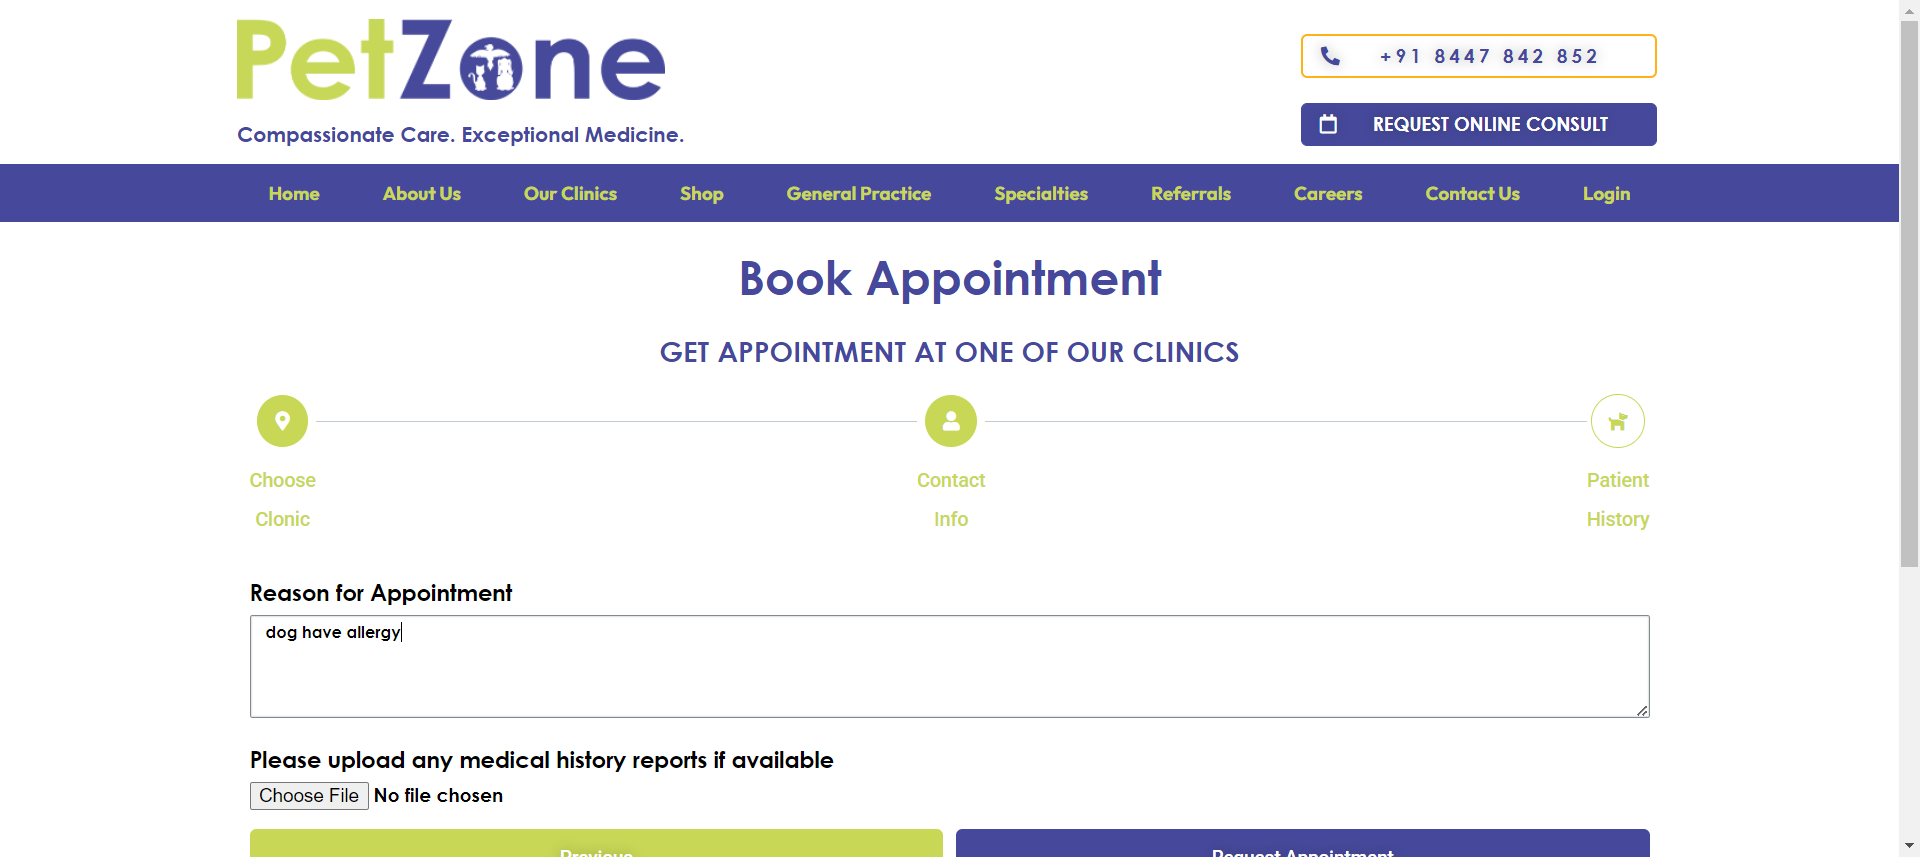 PetZone
Compassionate Care. Exceptional Medicine.
+91 8447 842 852
REQUEST ONLINE CONSULT
Home About Us Our Clinics Shop General Practice Specialties Referrals Careers Contact Us Login
Book Appointment
GET APPOINTMENT AT ONE OF OUR CLINICS
Choose
Clonic
Contact
Info
Patient
History
Reason for Appointment
dog have allergy
Please upload any medical history reports if available
Choose File No file chosen
Previous Request Appointment